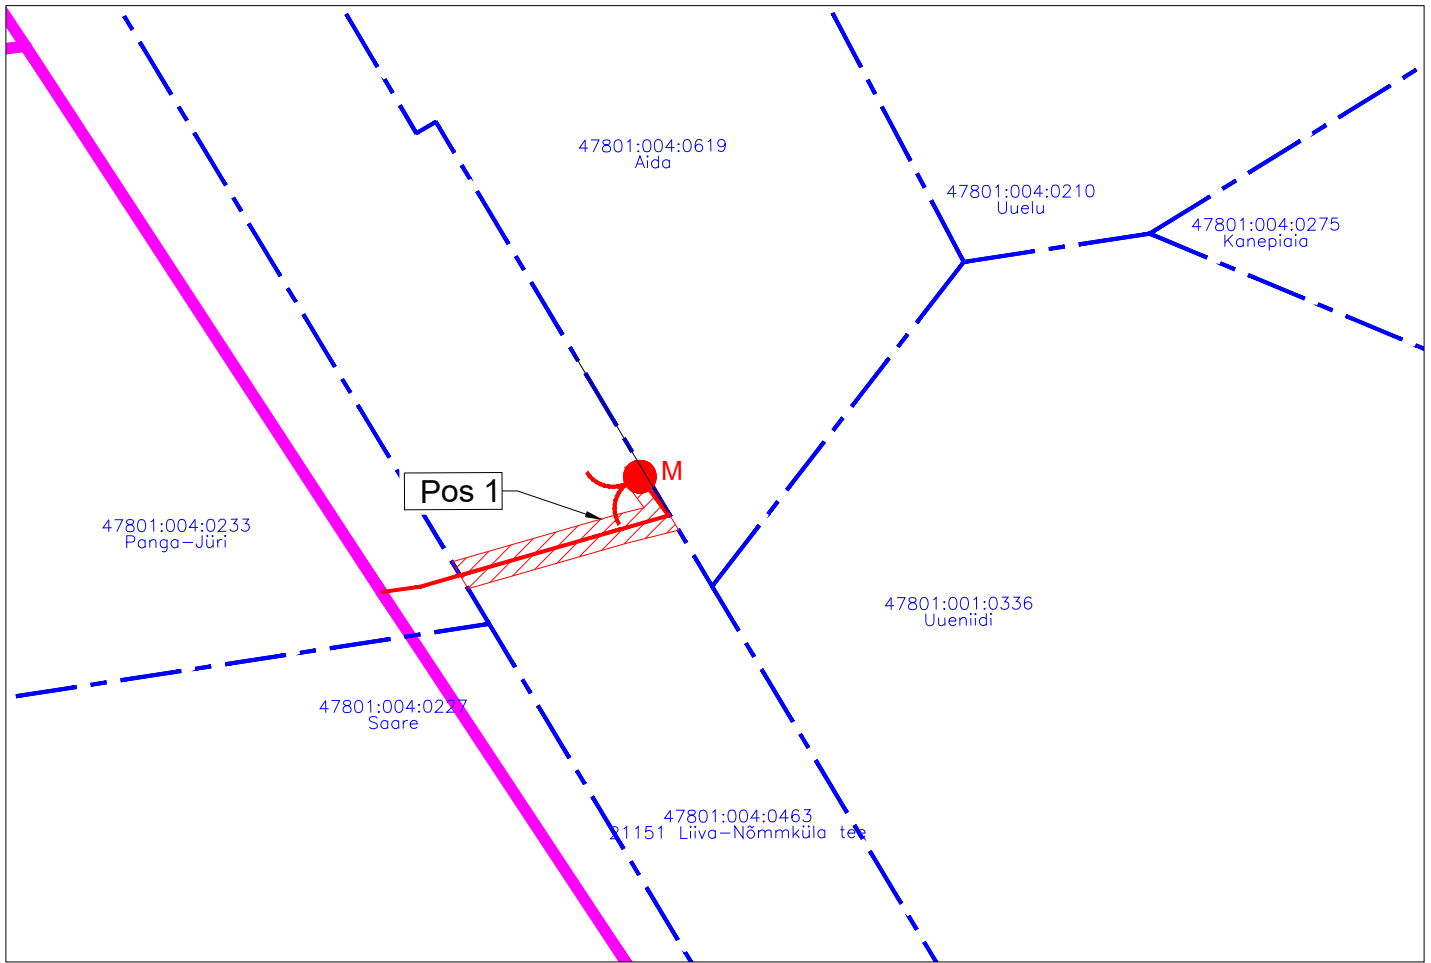 47801:004:0619
Aida
47801:004:0210
Uuelu
47801:004:0275
Kanepiaia
M
Pos 1
47801:004:0233
Panga-Jüri
47801:001:0336
Uueniidi
47801:004:0227
Saare
47801:004:0463
21151 Liiva-Nõmmküla tee